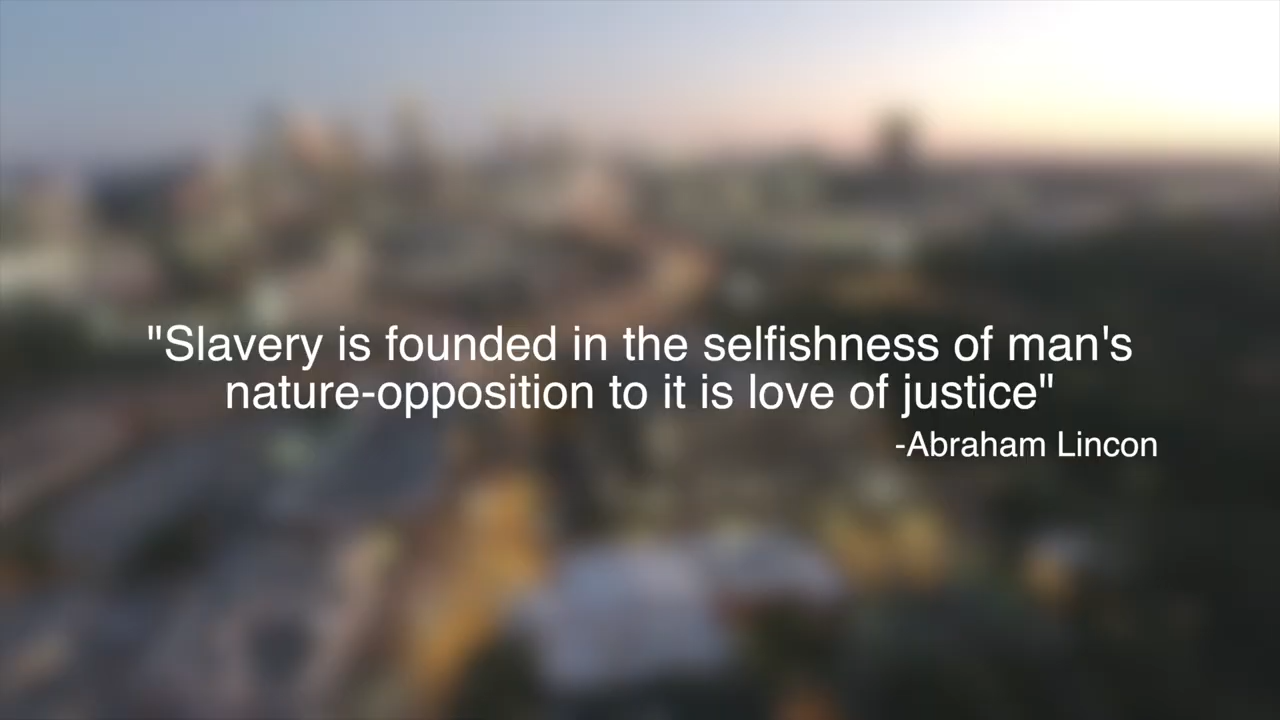 "Slavery is founded in the selfishness of man's
nature-opposition to it is love of justice"
-Abraham Lincon